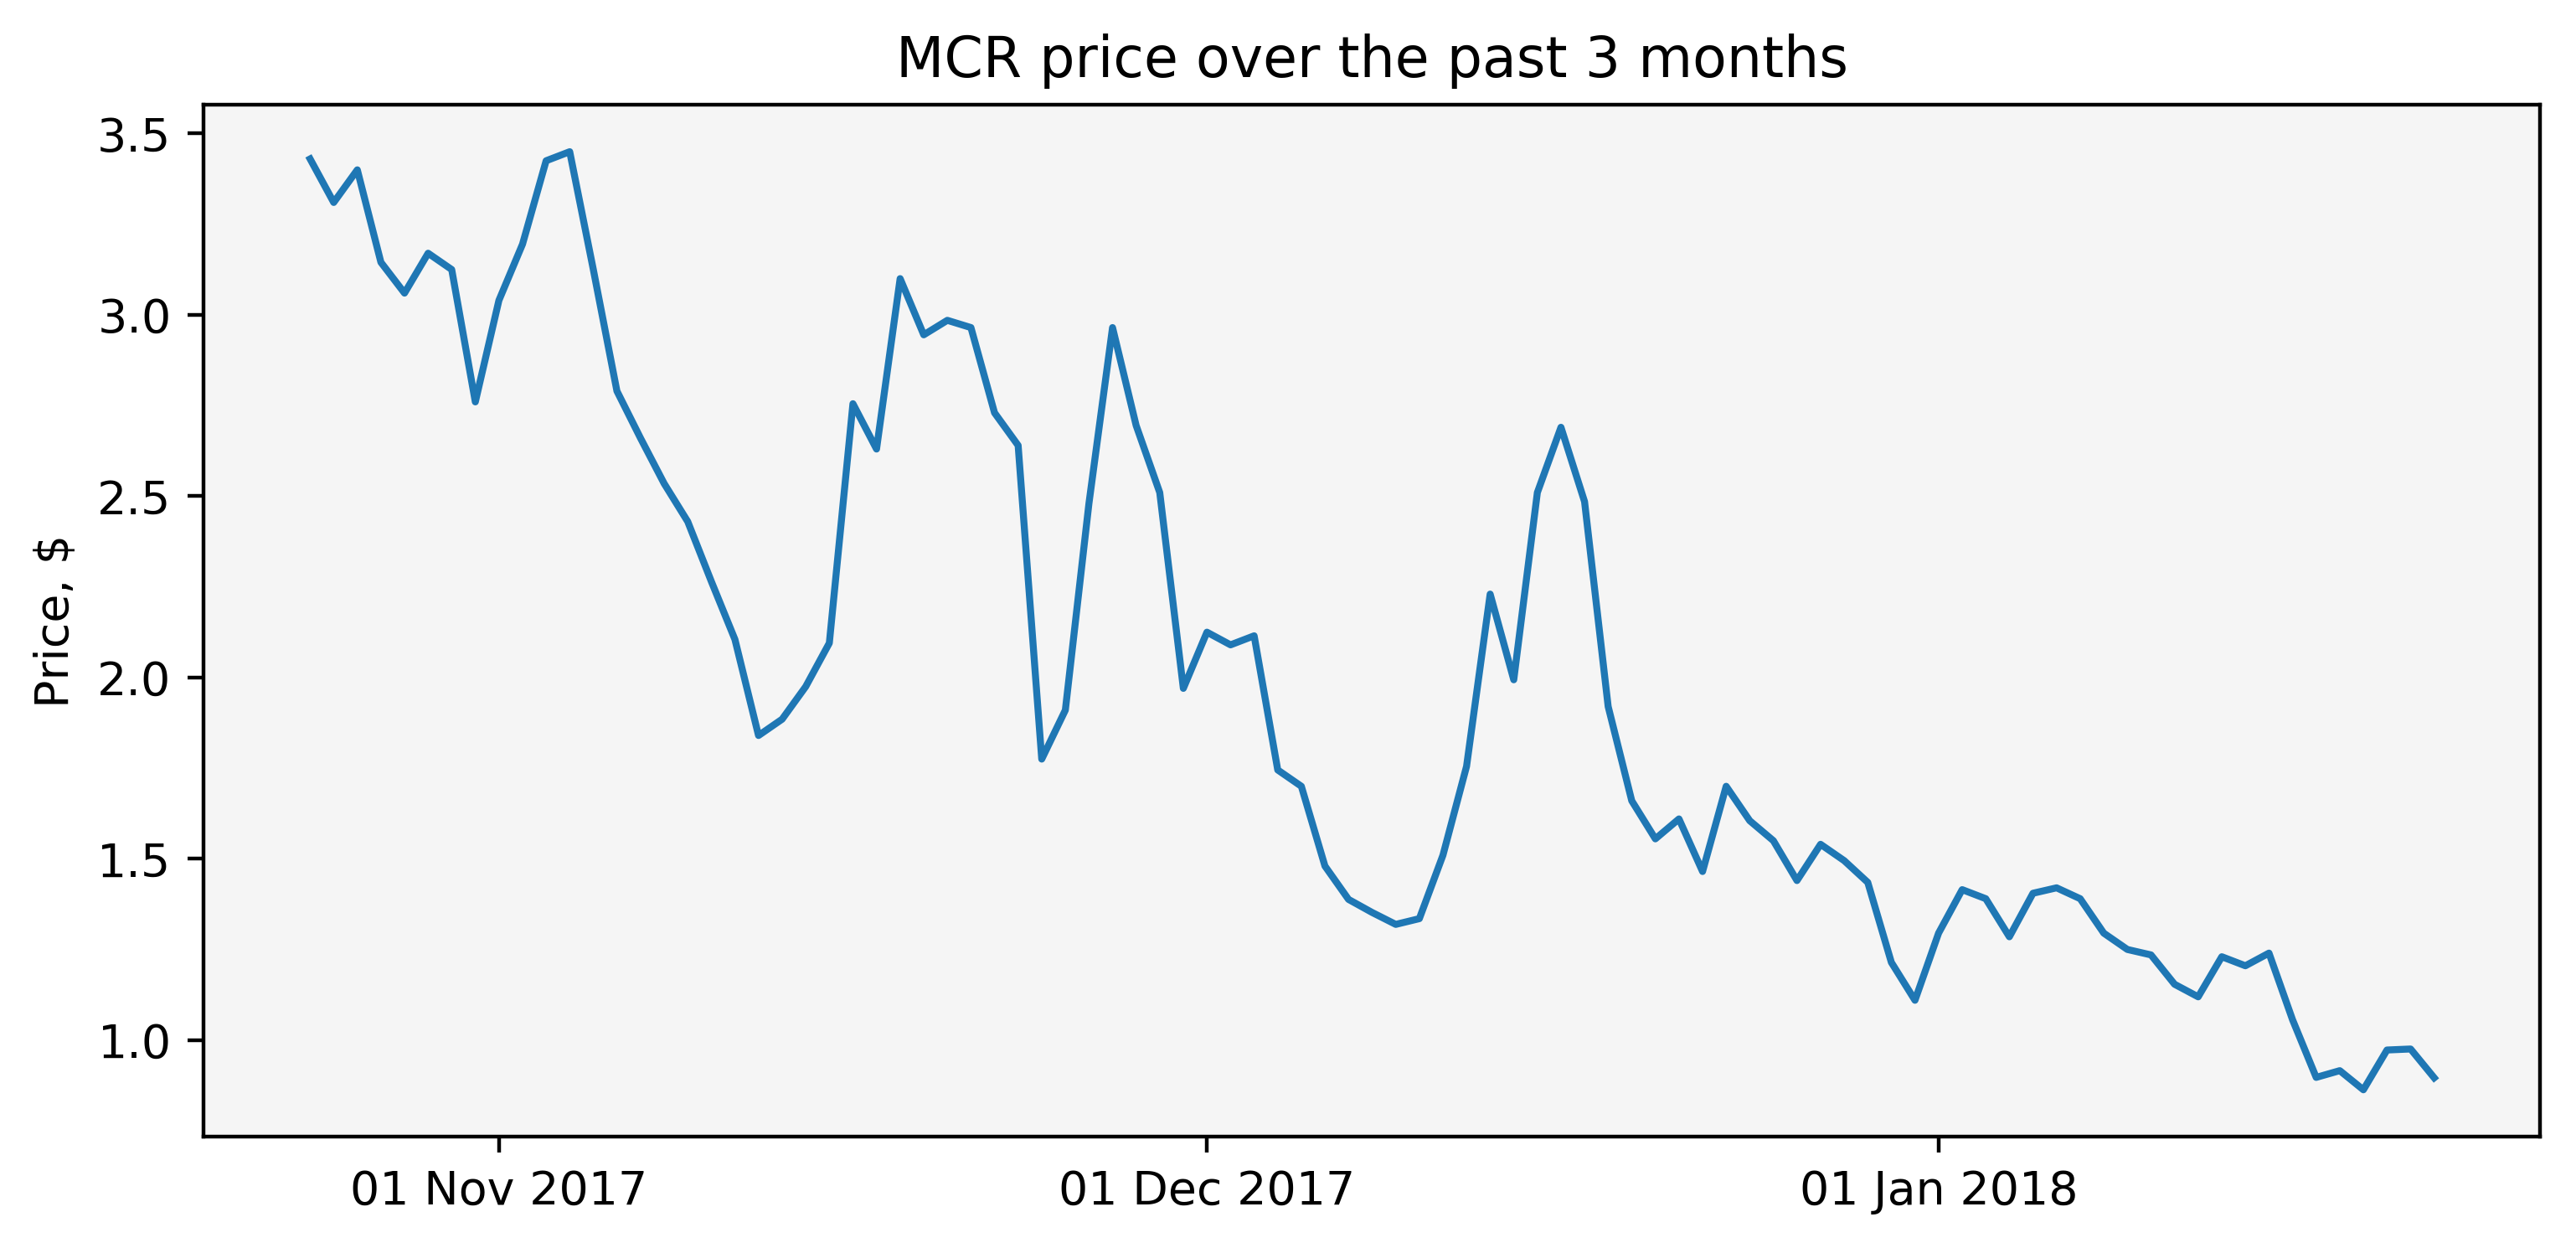 MCR price over the past 3 months
Price, $
3.5
3.0
2.5
2.0
1.5
1.0
01 Nov 2017
01 Dec 2017
01 Jan 2018